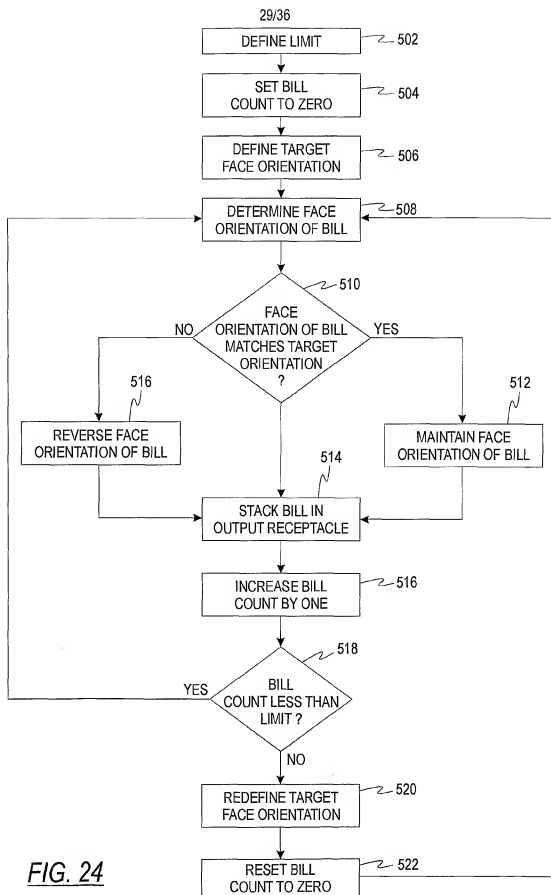 29/36
DEFINE LIMIT
502
SET BILL
COUNT TO ZERO
504
DEFINE TARGET
FACE ORIENTATION
506
DETERMINE FACE
ORIENTATION OF BILL
508
510
FACE
ORIENTATION OF BILL
MATCHES TARGET
ORIENTATION
?
NO
YES
516
REVERSE FACE
ORIENTATION OF BILL
512
MAINTAIN FACE
ORIENTATION OF BILL
514
STACK BILL IN
OUTPUT RECEPTACLE
INCREASE BILL
COUNT BY ONE
516
518
BILL
COUNT LESS THAN
LIMIT ?
YES
NO
REDEFINE TARGET
FACE ORIENTATION
520
RESET BILL
COUNT TO ZERO
522
FIG. 24